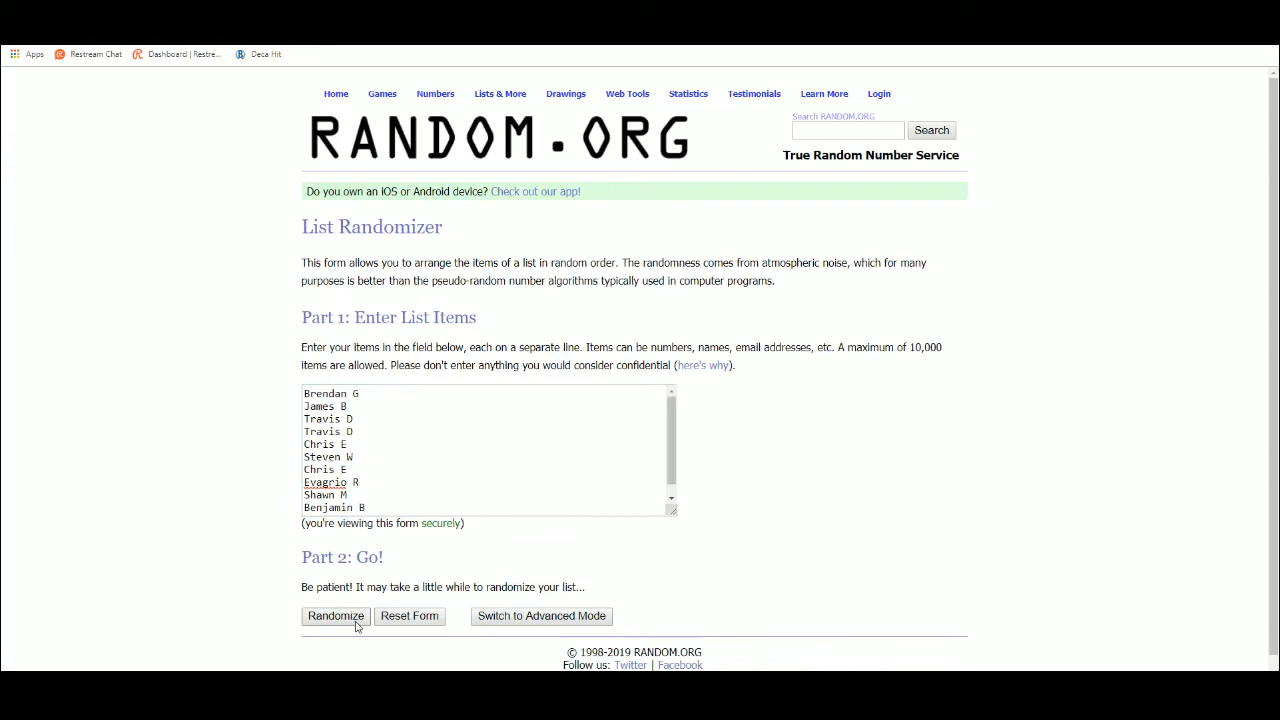 Apps Restream Chat Dashboard | Restre... Deca Hit
Home Games Numbers Lists & More Drawings Web Tools Statistics Testimonials Learn More Login
RANDOM.ORG
Search RANDOM.ORG
Search
True Random Number Service
Do you own an iOS or Android device? Check out our app!
List Randomizer
This form allows you to arrange the items of a list in random order. The randomness comes from atmospheric noise, which for many
purposes is better than the pseudo-random number algorithms typically used in computer programs.
Part 1: Enter List Items
Enter your items in the field below, each on a separate line. Items can be numbers, names, email addresses, etc. A maximum of 10,000
items are allowed. Please don't enter anything you would consider confidential (here's why).
Brendan G
James B
Travis D
Travis D
Chris E
Steven W
Chris E
Evagrio R
Shawn M
Benjamin B
(you're viewing this form securely)
Part 2: Go!
Be patient! It may take a little while to randomize your list...
Randomize Reset Form Switch to Advanced Mode
© 1998-2019 RANDOM.ORG
Follow us: Twitter | Facebook